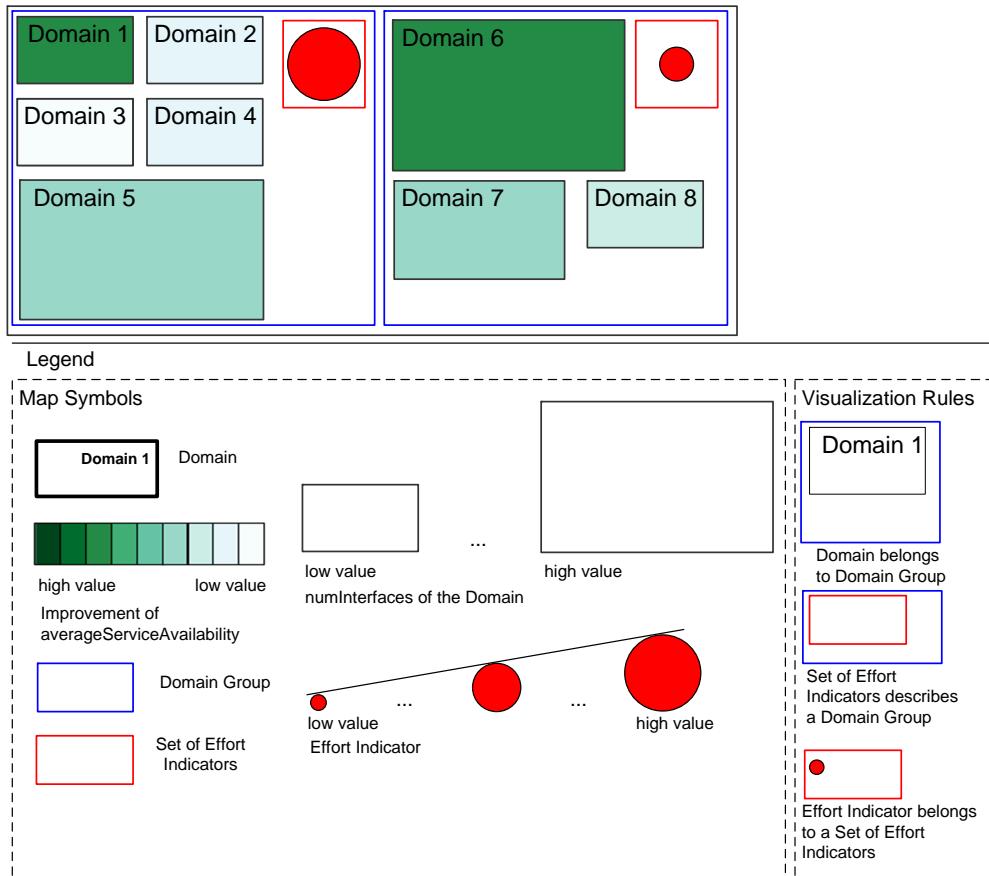 Domain 1
Domain 2
Domain 6
Domain 3
Domain 4
Domain 5
Domain 7
Domain 8
Legend
Map Symbols
Domain 1
Domain
high value
low value
Improvement of
averageServiceAvailability
low value
...
high value
numInterfaces of the Domain
Domain Group
Set of Effort
Indicators
low value
...
...
high value
Effort Indicator
Visualization Rules
Domain 1
Domain belongs
to Domain Group
Set of Effort
Indicators describes
a Domain Group
Effort Indicator belongs
to a Set of Effort
Indicators